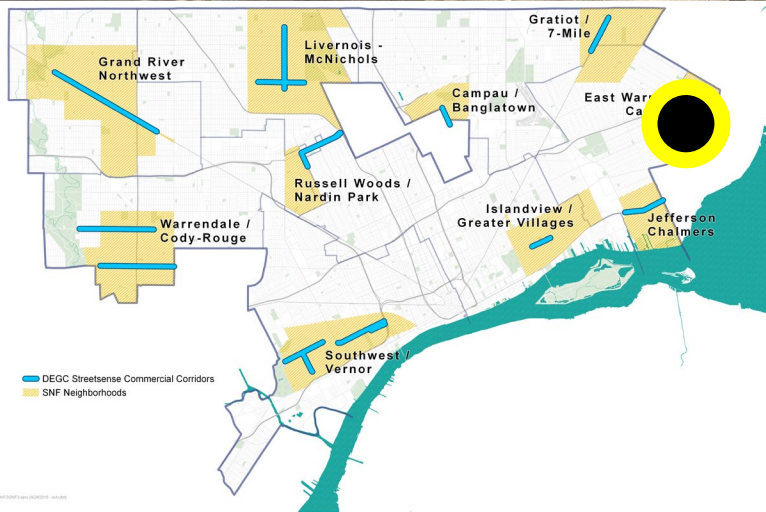 Gratiot /
7-Mile
Livernois -
McNichols
Grand River
Northwest
Campau /
Banglatown
East
Russell Woods /
Nardin Park
Islandview /
Greater Villages
Jefferson
Chalmers
Warrendale /
Cody-Rouge
Southwest /
Vernor
DEGC Streetsense Commercial Corridors
SNF Neighborhoods